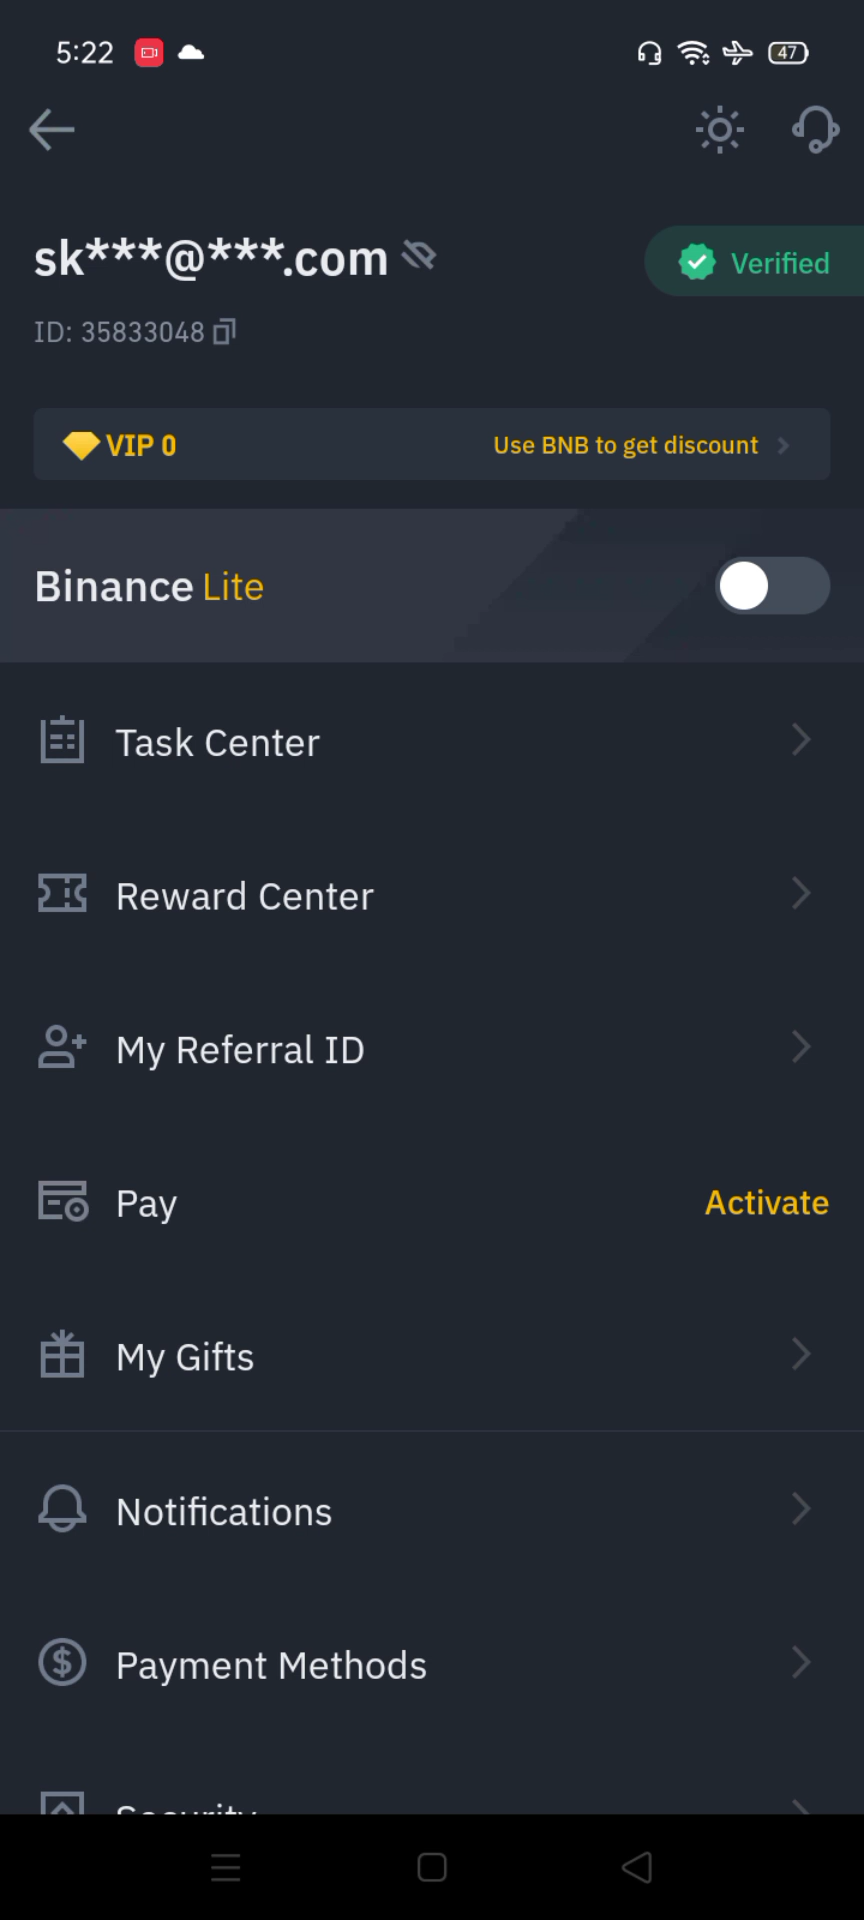 5:22
47
sk***@***.com
Verified
ID: 35833048
VIP 0
Use BNB to get discount
Binance Lite
Task Center
Reward Center
My Referral ID
Pay
Activate
My Gifts
Notifications
Payment Methods
Security